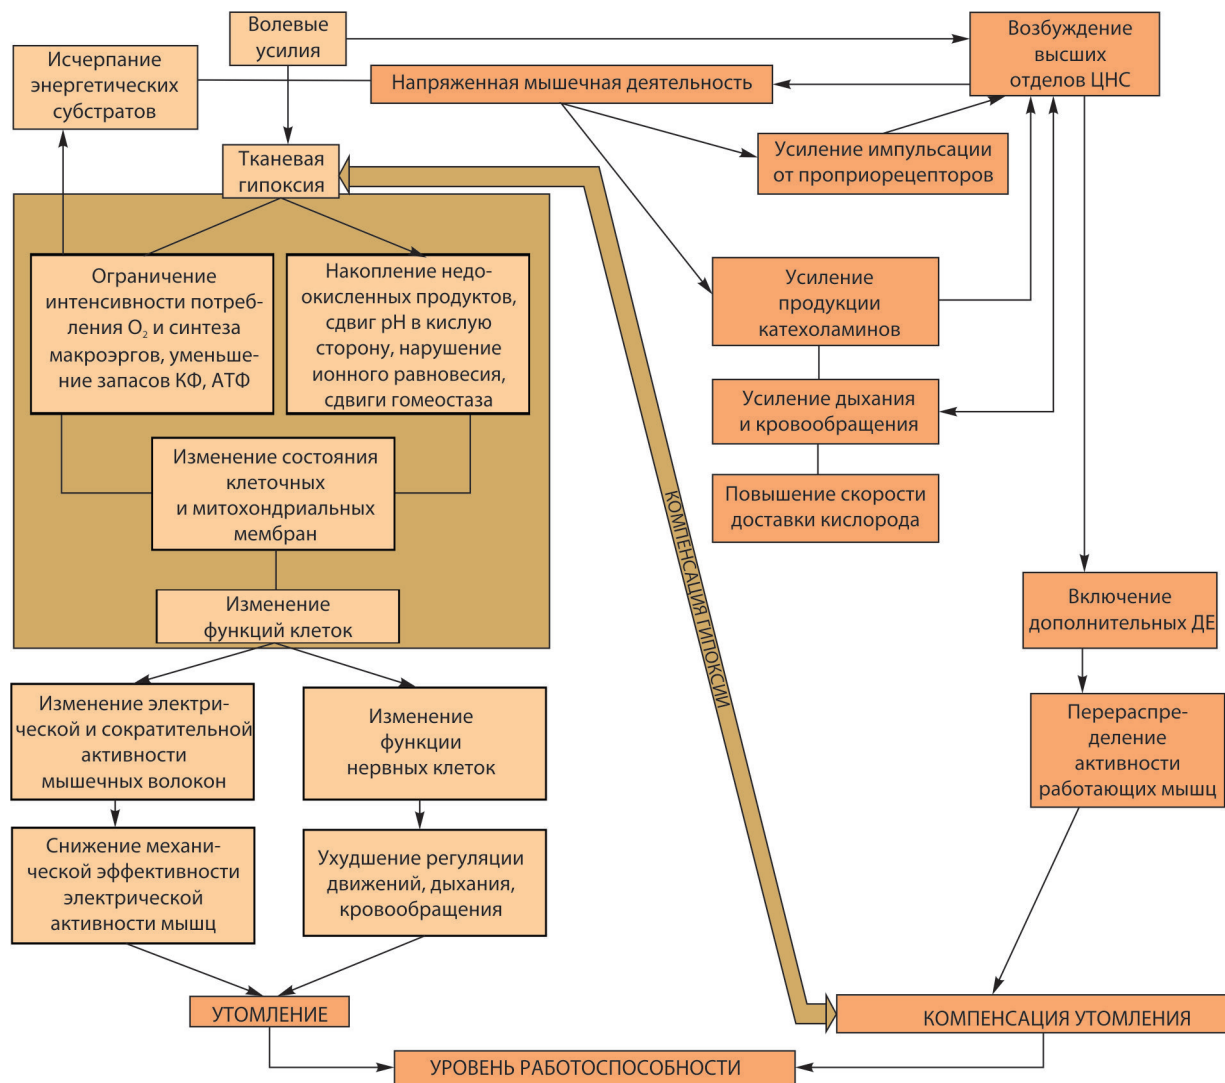 Волевые
усилия
Возбуждение
высших
отделов ЦНС
Исчерпание
энергетических
субстратов
Напряженная мышечная деятельность
Усиление импульсации
от проприорецепторов
Тканевая
гипоксия
Ограничение
интенсивности потреб-
ления O₂ и синтеза
макроэргов, уменьше-
ние запасов КФ, АТФ
Накопление недо-
окисленных продуктов,
сдвиг pH в кислую
сторону, нарушение
ионного равновесия,
сдвиги гомеостаза
Усиление
продукции
катехоламинов
Усиление дыхания
и кровообращения
Повышение скорости
доставки кислорода
Изменение состояния
клеточных
и митохондриальных
мембран
КОМПЕНСАЦИЯ ГИПОКСИИ
Изменение
функций клеток
Включение
дополнительных ДЕ
Изменение электри-
ческой и сократительной
активности
мышечных волокон
Изменение
функции
нервных клеток
Перераспре-
деление
активности
работающих мышц
Снижение механи-
ческой эффективности
электрической
активности мышц
Ухудшение регуляции
движений, дыхания,
кровообращения
УТОМЛЕНИЕ
КОМПЕНСАЦИЯ УТОМЛЕНИЯ
УРОВЕНЬ РАБОТОСПОСОБНОСТИ